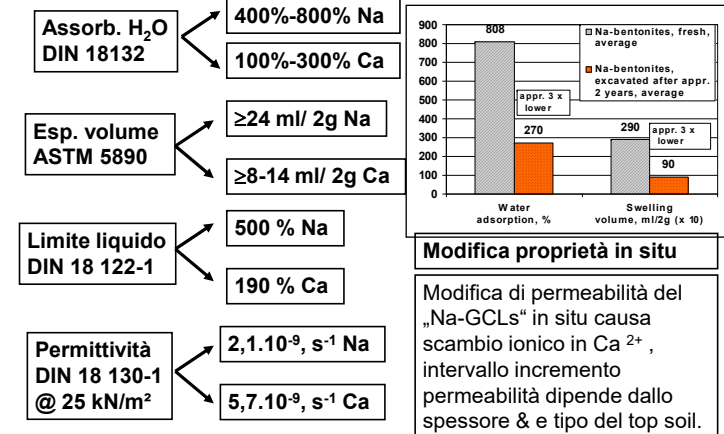 Assorb. H₂O
DIN 18132
400%-800% Na
100%-300% Ca
Esp. volume
ASTM 5890
≥24 ml/ 2g Na
≥8-14 ml/ 2g Ca
Limite liquido
DIN 18 122-1
500 % Na
190 % Ca
Permittività
DIN 18 130-1
@ 25 kN/m²
2,1.10⁻⁹, s⁻¹ Na
5,7.10⁻⁹, s⁻¹ Ca
900
800
700
600
500
400
300
200
100
0
808
270
290
90
appr. 3 x
lower
appr. 3 x
lower
Na-bentonites, fresh,
average
Na-bentonites,
excavated after appr.
2 years, average
Water
adsorption, %
Swelling
volume, ml/2g (x 10)
Modifica proprietà in situ
Modifica di permeabilità del
„Na-GCLs“ in situ causa
scambio ionico in Ca ²⁺ ,
intervallo incremento
permeabilità dipende dallo
spessore & e tipo del top soil.